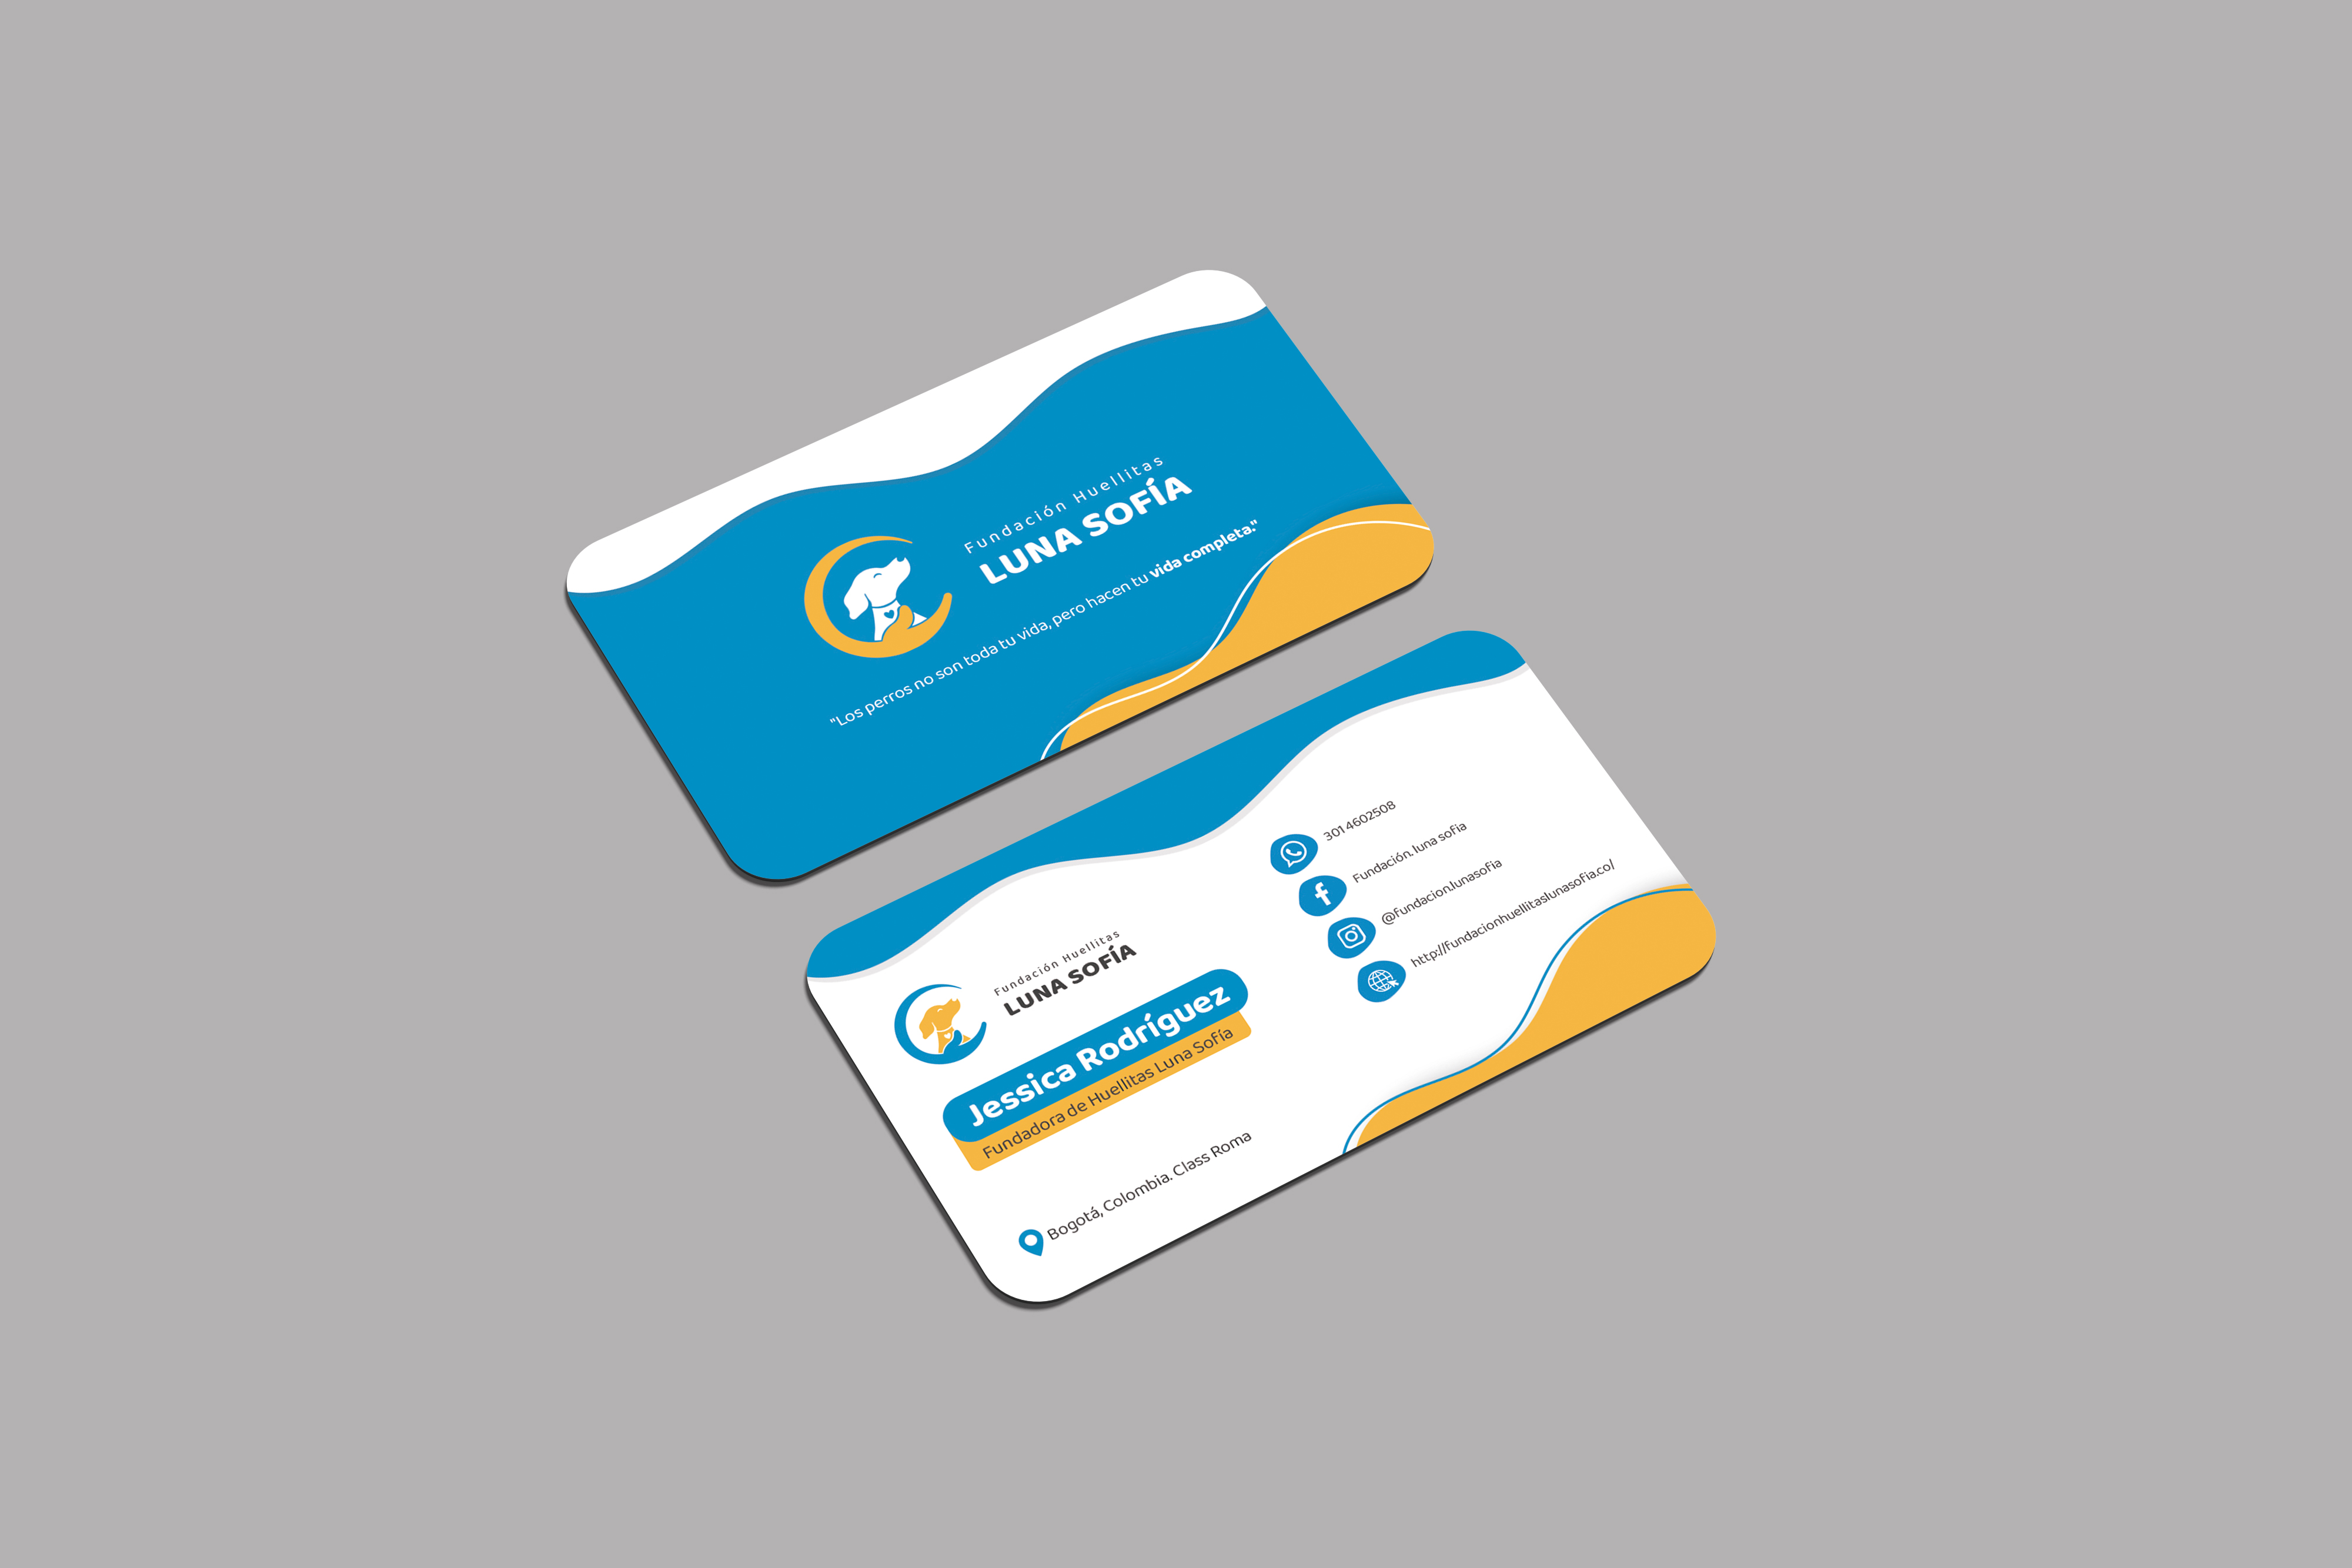 Fundación Huellitas
LUNA SOFÍA
"Los perros no son toda tu vida, pero hacen tu vida completa."
Fundación Huellitas
LUNA SOFÍA
Jessica Rodríguez
Fundadora de Huellitas Luna Sofía
Bogotá, Colombia. Class Roma
3014602508
Fundación. luna sofia
@fundacion.lunasofia
http://fundacionhuellitaslunasofia.co/